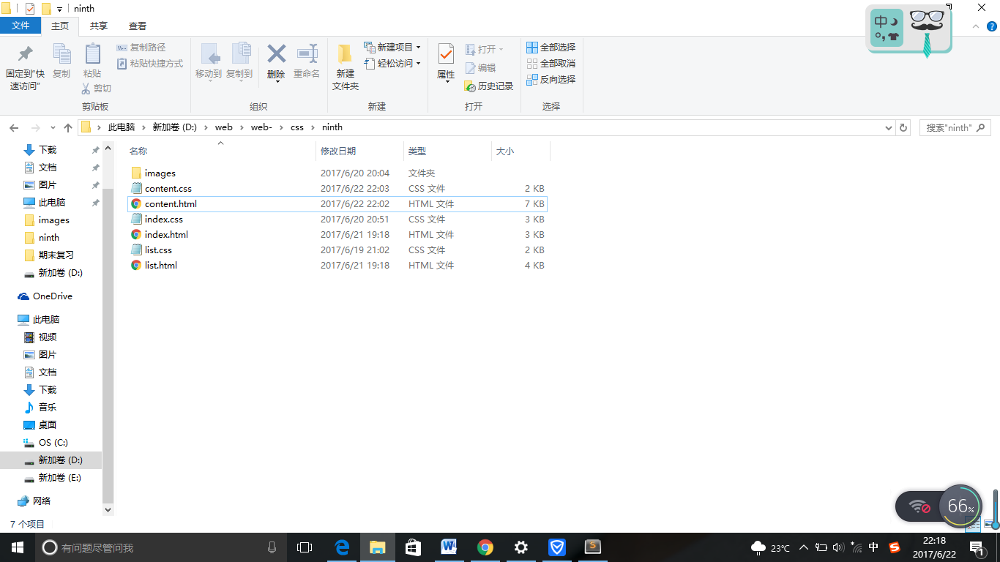 ninth
文件 主页 共享 查看
中
固定到“快
速访问”
复制
粘贴
复制路径
粘贴快捷方式
剪切
剪贴板
移动到 复制到 删除 重命名
组织
新建
文件夹
新建项目
轻松访问
新建
属性
打开
编辑
历史记录
打开
全部选择
全部取消
反向选择
选择
此电脑 新加卷 (D:) web web- css ninth
搜索"ninth"
名称 修改日期 类型 大小
images 2017/6/20 20:04 文件夹
content.css 2017/6/22 22:03 CSS 文件 2 KB
content.html 2017/6/22 22:02 HTML 文件 7 KB
index.css 2017/6/20 20:51 CSS 文件 3 KB
index.html 2017/6/21 19:18 HTML 文件 3 KB
list.css 2017/6/19 21:02 CSS 文件 2 KB
list.html 2017/6/21 19:18 HTML 文件 4 KB
下载
文档
图片
此电脑
images
ninth
期末复习
新加卷 (D:)
OneDrive
此电脑
视频
图片
文档
下载
音乐
桌面
OS (C:)
新加卷 (D:)
新加卷 (E:)
网络
7 个项目
66%
有问题尽管问我
23℃
中
22:18
2017/6/22
1